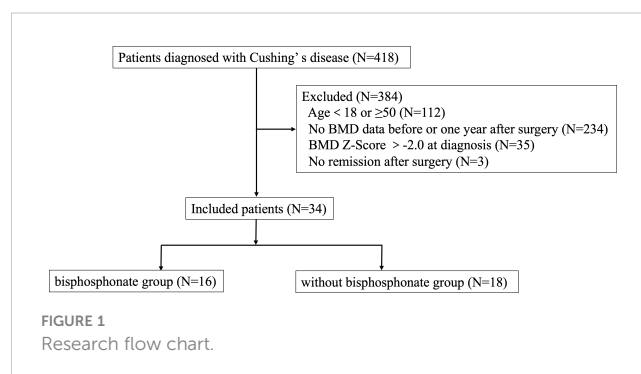 Patients diagnosed with Cushing's disease (N=418)
Excluded (N=384)
Age < 18 or ≥50 (N=112)
No BMD data before or one year after surgery (N=234)
BMD Z-Score > -2.0 at diagnosis (N=35)
No remission after surgery (N=3)
Included patients (N=34)
bisphosphonate group (N=16)
without bisphosphonate group (N=18)
FIGURE 1
Research flow chart.